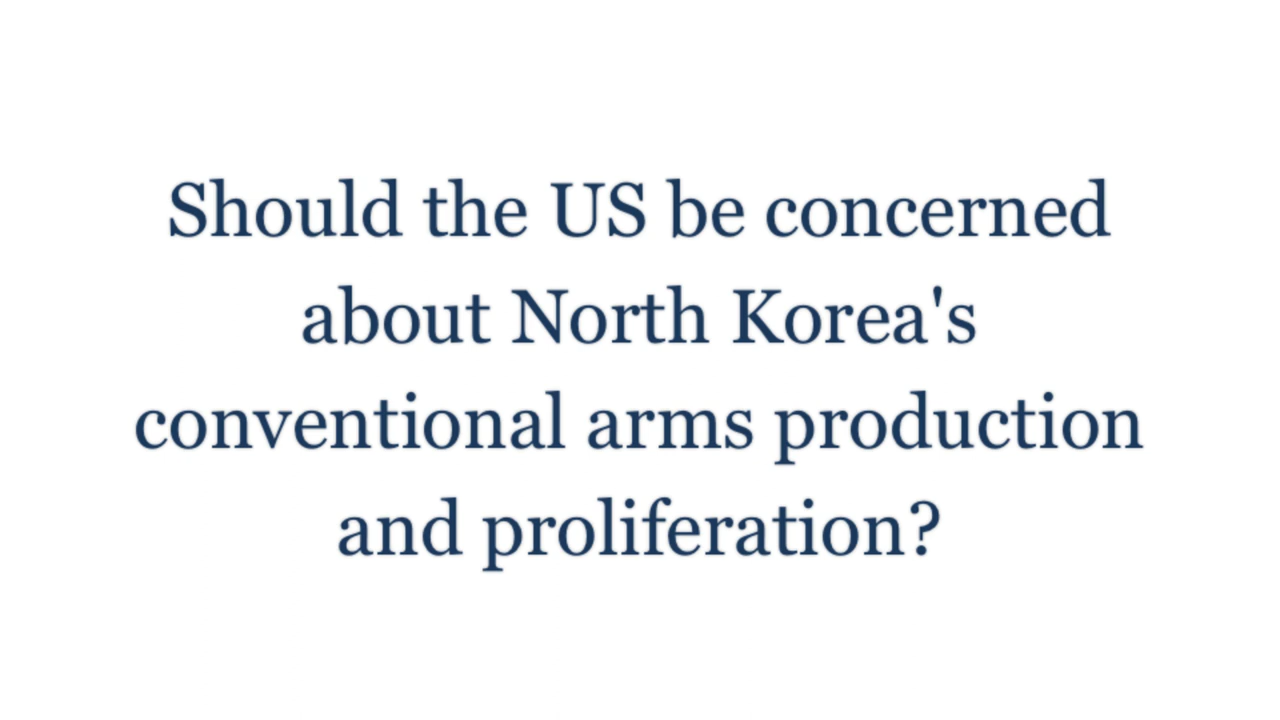 Should the US be concerned
about North Korea's
conventional arms production
and proliferation?